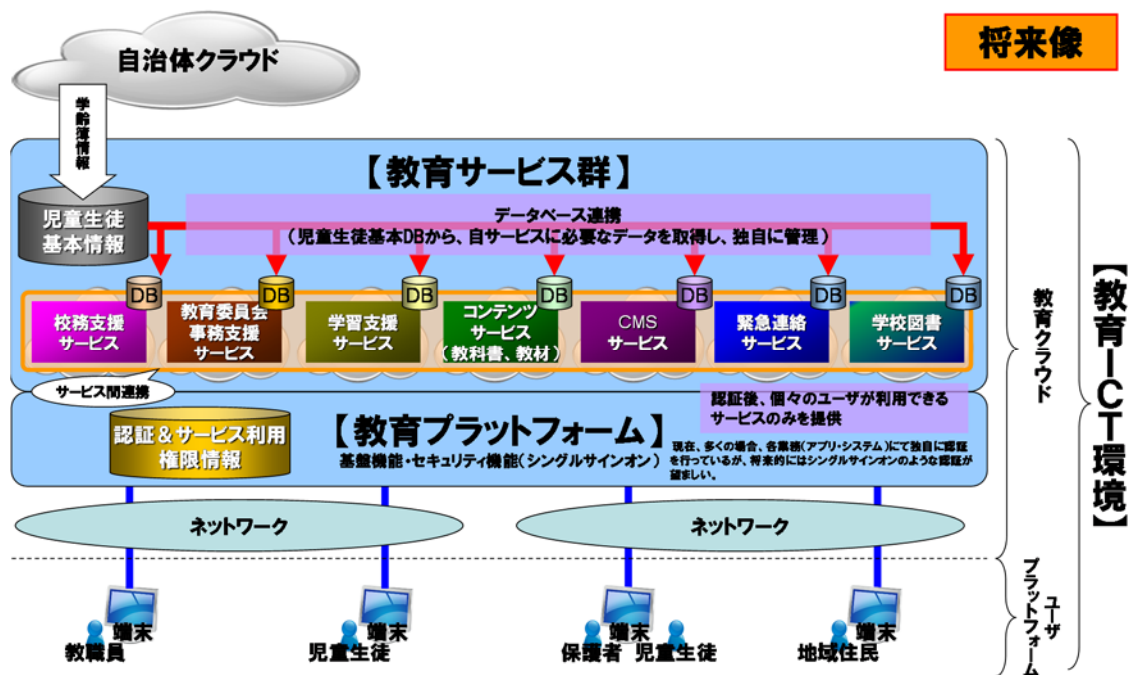 将来像
自治体クラウド
学齢簿情報
【教育サービス群】
児童生徒
基本情報
データベース連携
(児童生徒基本DBから、自サービスに必要なデータを取得し、独自に管理)
DB
DB
DB
DB
DB
DB
DB
校務支援
サービス
教育委員会
事務支援
サービス
学習支援
サービス
コンテンツ
サービス
(教科書、教材)
CMS
サービス
緊急連絡
サービス
学校図書
サービス
サービス間連携
認証&サービス利用
権限情報
【教育プラットフォーム】
基盤機能・セキュリティ機能(シングルサインオン)
認証後、個々のユーザが利用できる
サービスのみを提供
現在、多くの場合、各業務(アプリ・システム)にて独自に認証
を行っているが、将来的にはシングルサインオンのような認証が
望ましい。
ネットワーク
ネットワーク
端末
教職員
端末
児童生徒
端末
保護者 児童生徒
端末
地域住民
教育クラウド
ユーザ
プラットフォーム
【教育ICT環境】